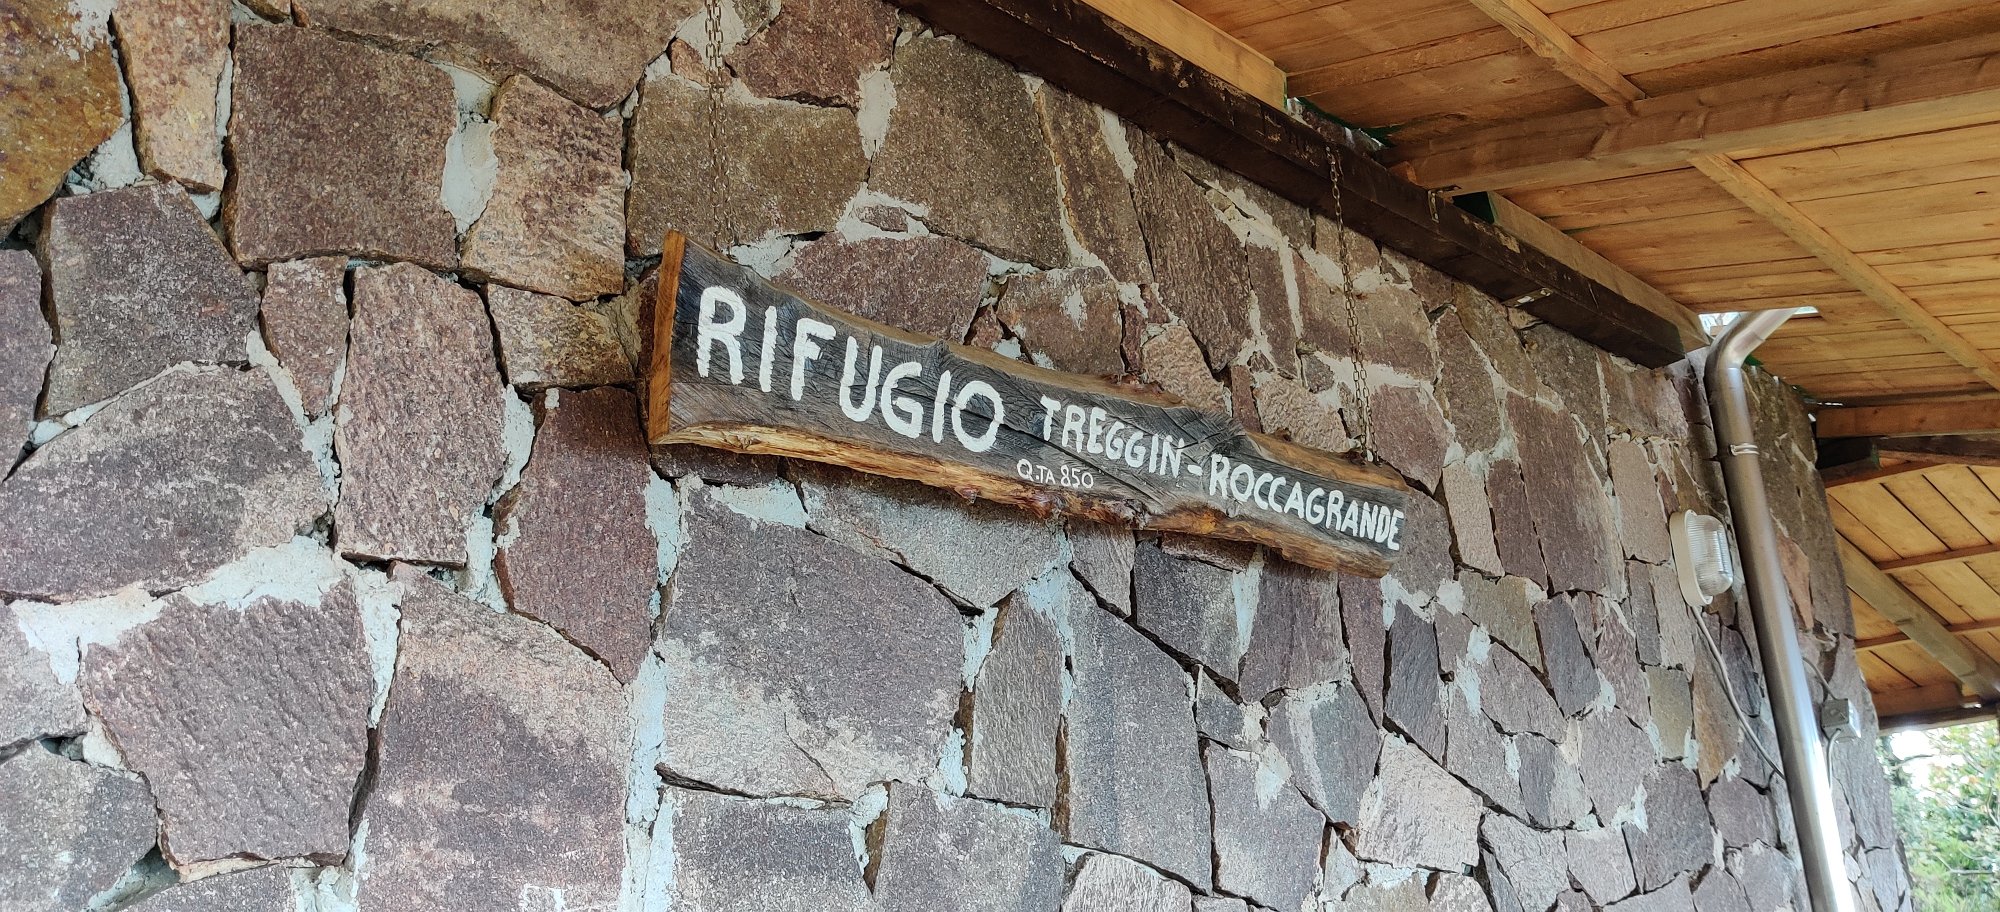 RIFUGIO TREGGIN-ROCCAGRANDE
Q.TA 850